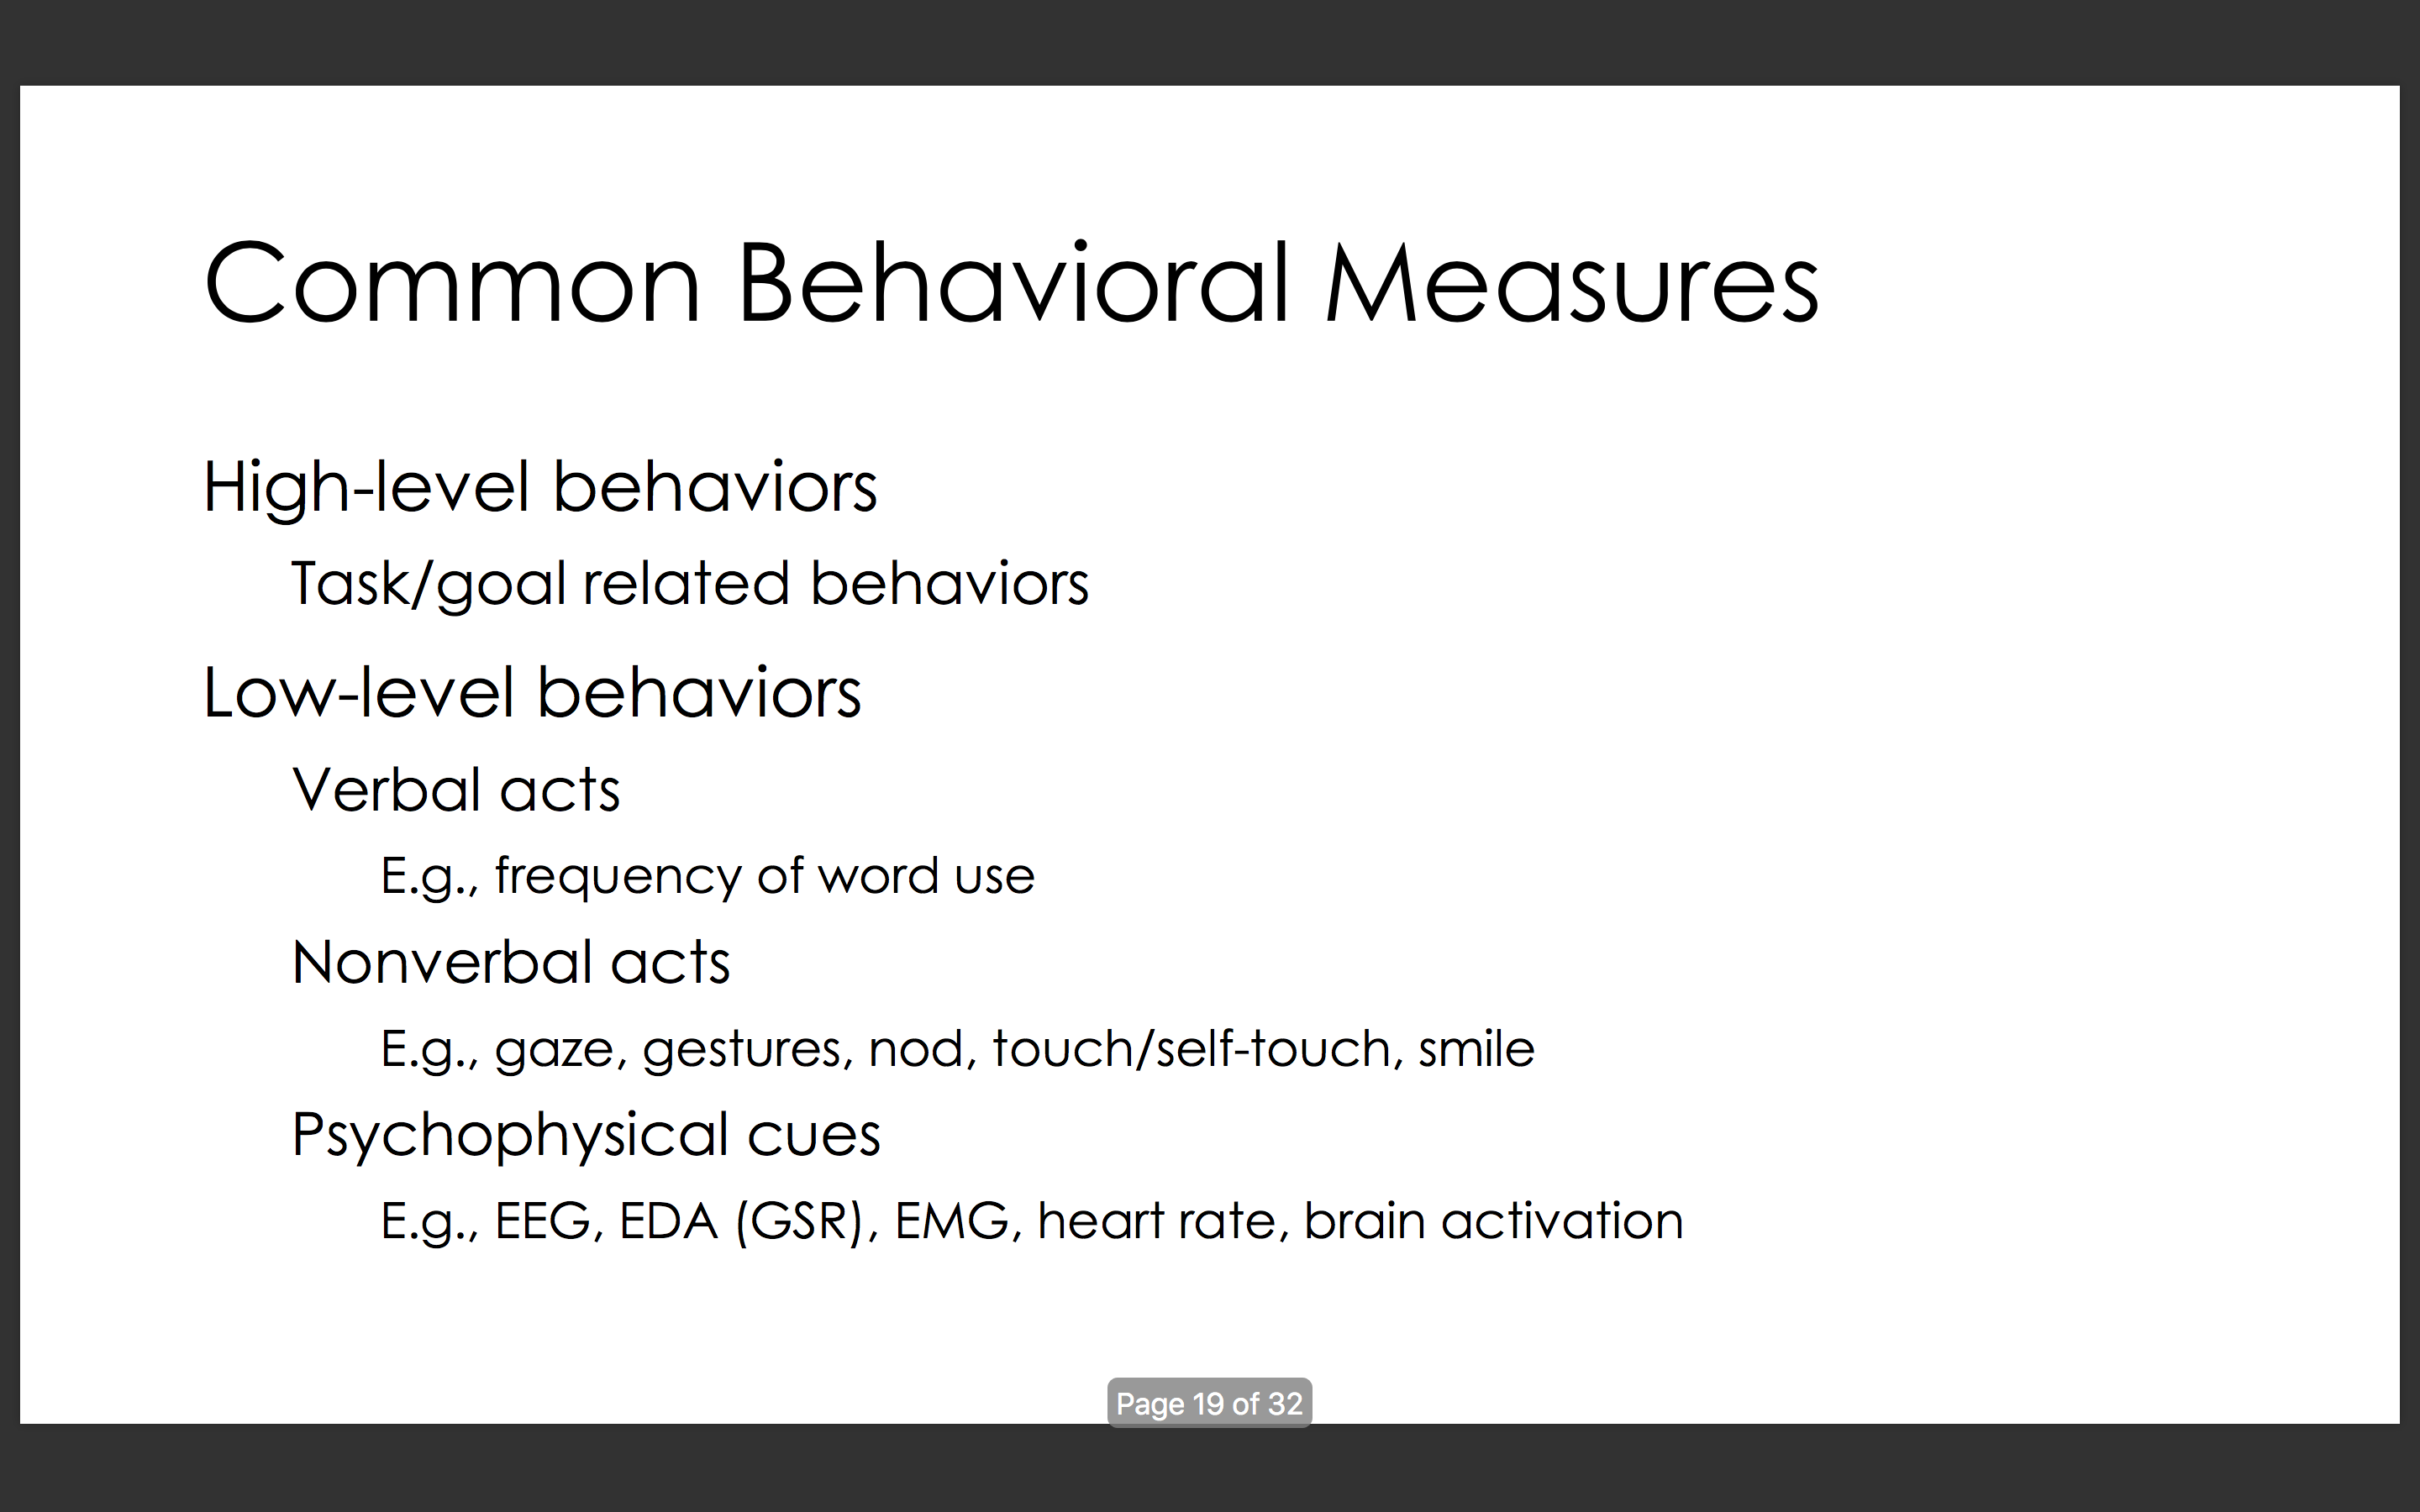 Common Behavioral Measures
High-level behaviors
Task/goal related behaviors
Low-level behaviors
Verbal acts
E.g., frequency of word use
Nonverbal acts
E.g., gaze, gestures, nod, touch/self-touch, smile
Psychophysical cues
E.g., EEG, EDA (GSR), EMG, heart rate, brain activation
Page 19 of 32